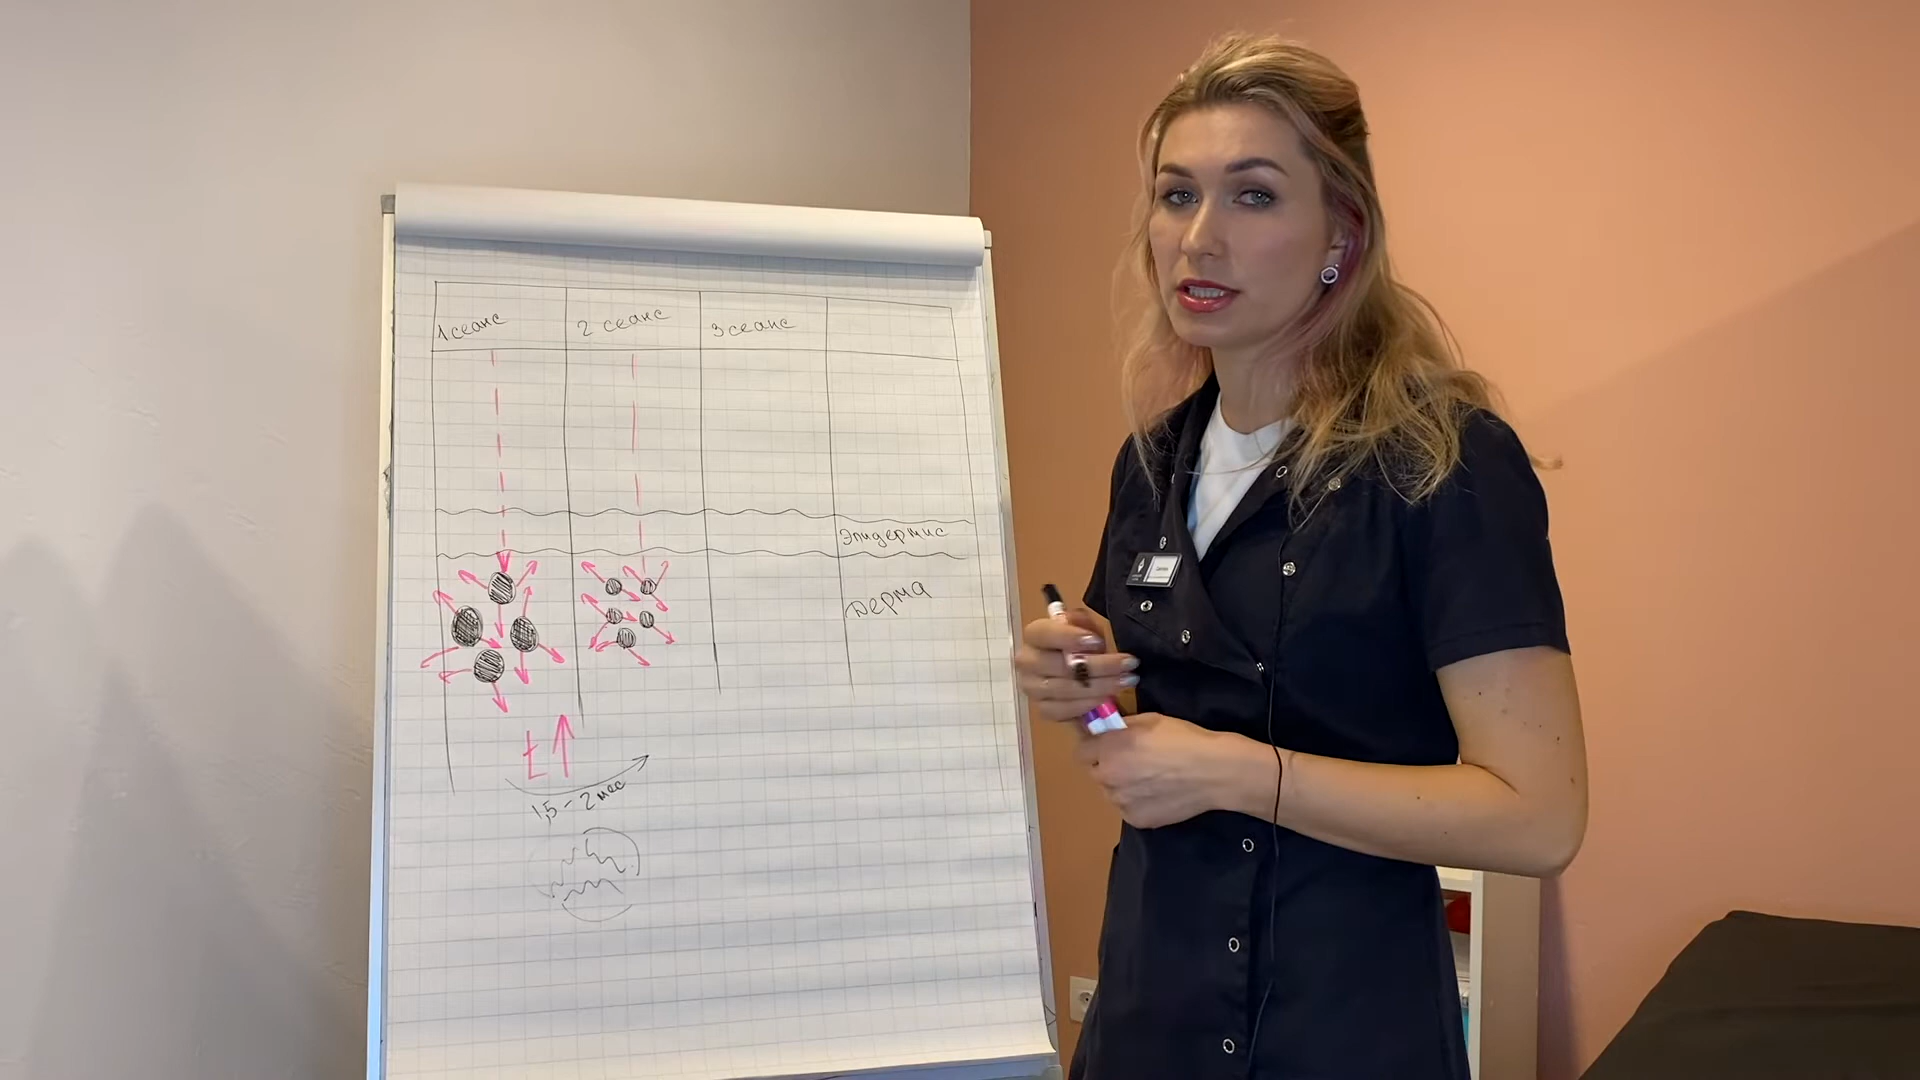 1 сеанс
2 сеанс
3 сеанс
Эпидермис
Дерма
t
1,5 - 2 мес